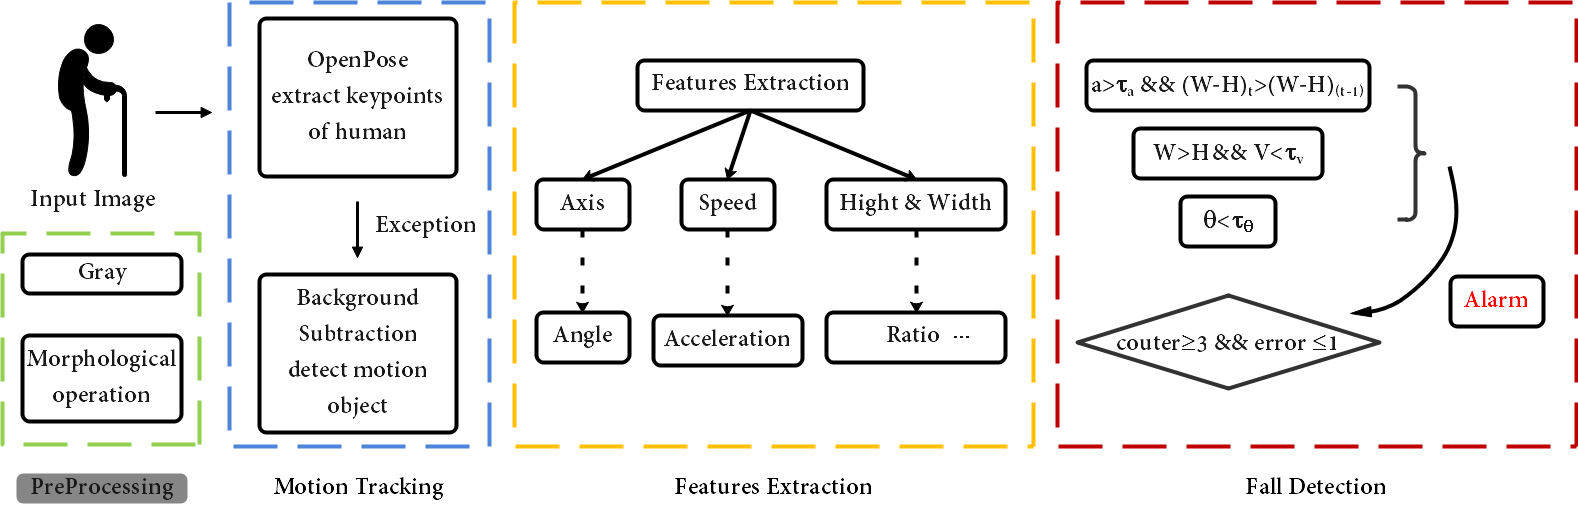 Input Image
Gray
Morphological
operation
PreProcessing
OpenPose
extract keypoints
of human
Exception
Background
Subtraction
detect motion
object
Motion Tracking
Features Extraction
Axis
Speed
Hight & Width
Angle
Acceleration
Ratio ...
Features Extraction
a>τa && (W-H)t>(W-H)(t-1)
W>H && V<τv
θ<τθ
Alarm
couter≥3 && error ≤1
Fall Detection